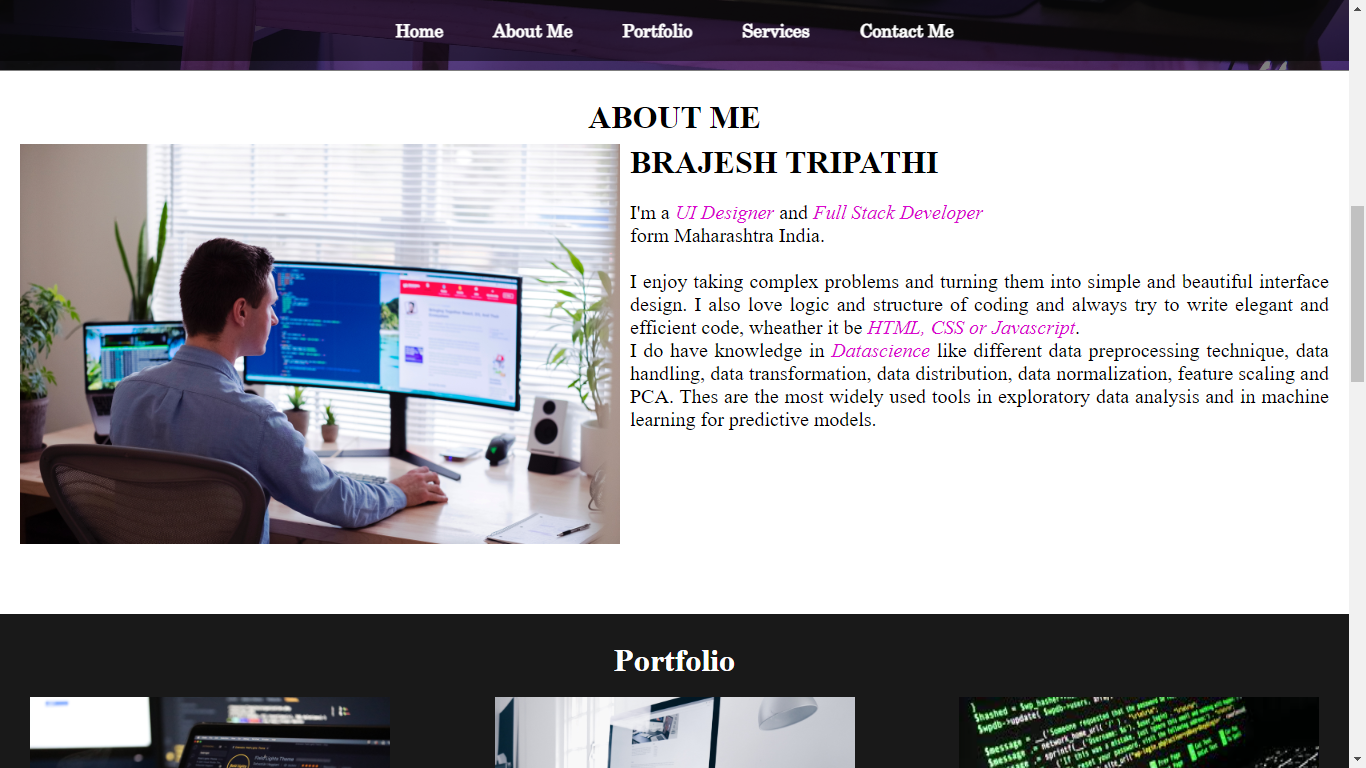 Home About Me Portfolio Services Contact Me
ABOUT ME
BRAJESH TRIPATHI
I'm a UI Designer and Full Stack Developer
form Maharashtra India.
I enjoy taking complex problems and turning them into simple and beautiful interface
design. I also love logic and structure of coding and always try to write elegant and
efficient code, wheather it be HTML, CSS or Javascript.
I do have knowledge in Datascience like different data preprocessing technique, data
handling, data transformation, data distribution, data normalization, feature scaling and
PCA. Thes are the most widely used tools in exploratory data analysis and in machine
learning for predictive models.
Portfolio